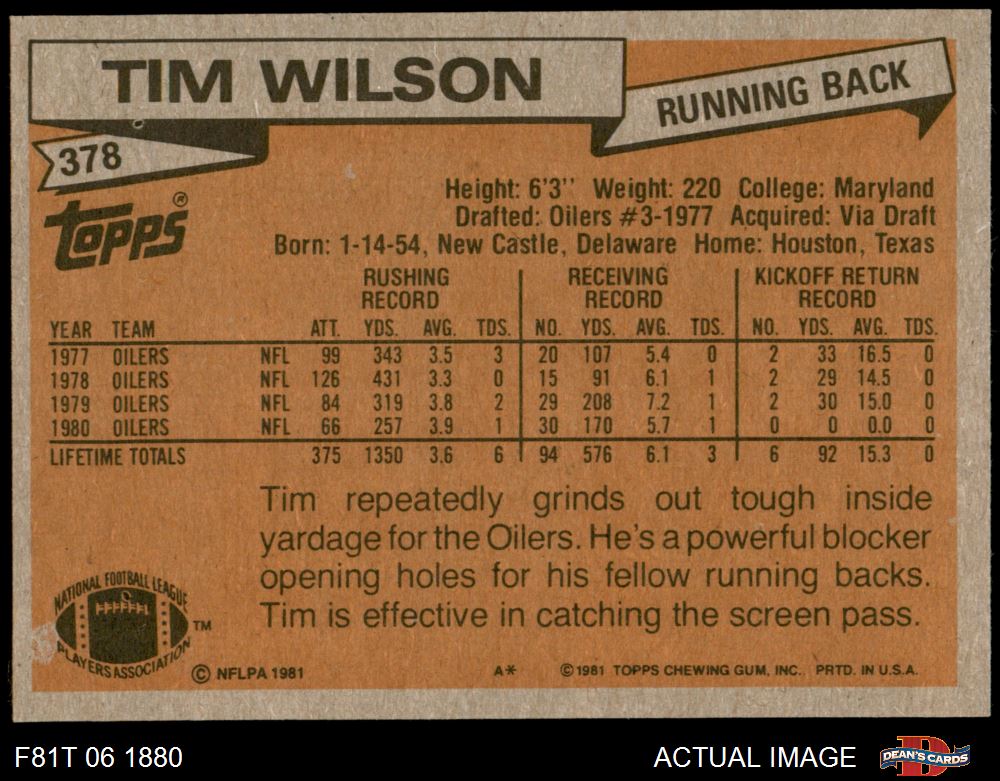 TIM WILSON
RUNNING BACK
378
TOPPS®
Height: 6'3'' Weight: 220 College: Maryland
Drafted: Oilers #3-1977 Acquired: Via Draft
Born: 1-14-54, New Castle, Delaware Home: Houston, Texas
RUSHING RECORD RECEIVING RECORD KICKOFF RETURN RECORD
YEAR TEAM ATT. YDS. AVG. TDS. NO. YDS. AVG. TDS. NO. YDS. AVG. TDS.
1977 OILERS NFL 99 343 3.5 3 20 107 5.4 0 2 33 16.5 0
1978 OILERS NFL 126 431 3.3 0 15 91 6.1 1 2 29 14.5 0
1979 OILERS NFL 84 319 3.8 2 29 208 7.2 1 2 30 15.0 0
1980 OILERS NFL 66 257 3.9 1 30 170 5.7 1 0 0 0.0 0
LIFETIME TOTALS 375 1350 3.6 6 94 576 6.1 3 6 92 15.3 0
Tim repeatedly grinds out tough inside
yardage for the Oilers. He's a powerful blocker
opening holes for his fellow running backs.
Tim is effective in catching the screen pass.
NATIONAL FOOTBALL LEAGUE
PLAYERS ASSOCIATION
TM
© NFLPA 1981 A* © 1981 TOPPS CHEWING GUM, INC. PRTD. IN U.S.A.
F81T 06 1880 ACTUAL IMAGE D DEAN'S CARDS